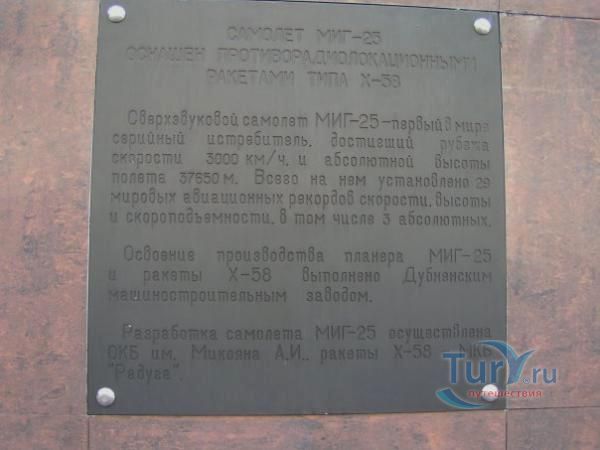 САМОЛЕТ МИГ-25
ОСНАЩЕН ПРОТИВОРАДИОЛОКАЦИОННЫМИ
РАКЕТАМИ ТИПА Х-58
Сверхзвуковой самолет МИГ-25-первый в мире
серийный истребитель, достигший рубежа
скорости 3000 км/ч, и абсолютной высоты
полета 37650 м. Всего на нем установлено 29
мировых авиационных рекордов скорости, высоты
и скороподъемности, в том числе 3 абсолютных.
Освоение производства планера МИГ-25
и ракеты Х-58 выполнено Дубненским
машиностроительным заводом.
Разработка самолета МИГ-25 осуществлена
ОКБ им. Микояна А.И., ракеты Х-58 МКБ
"Радуга".
TurY.ru
путешествия